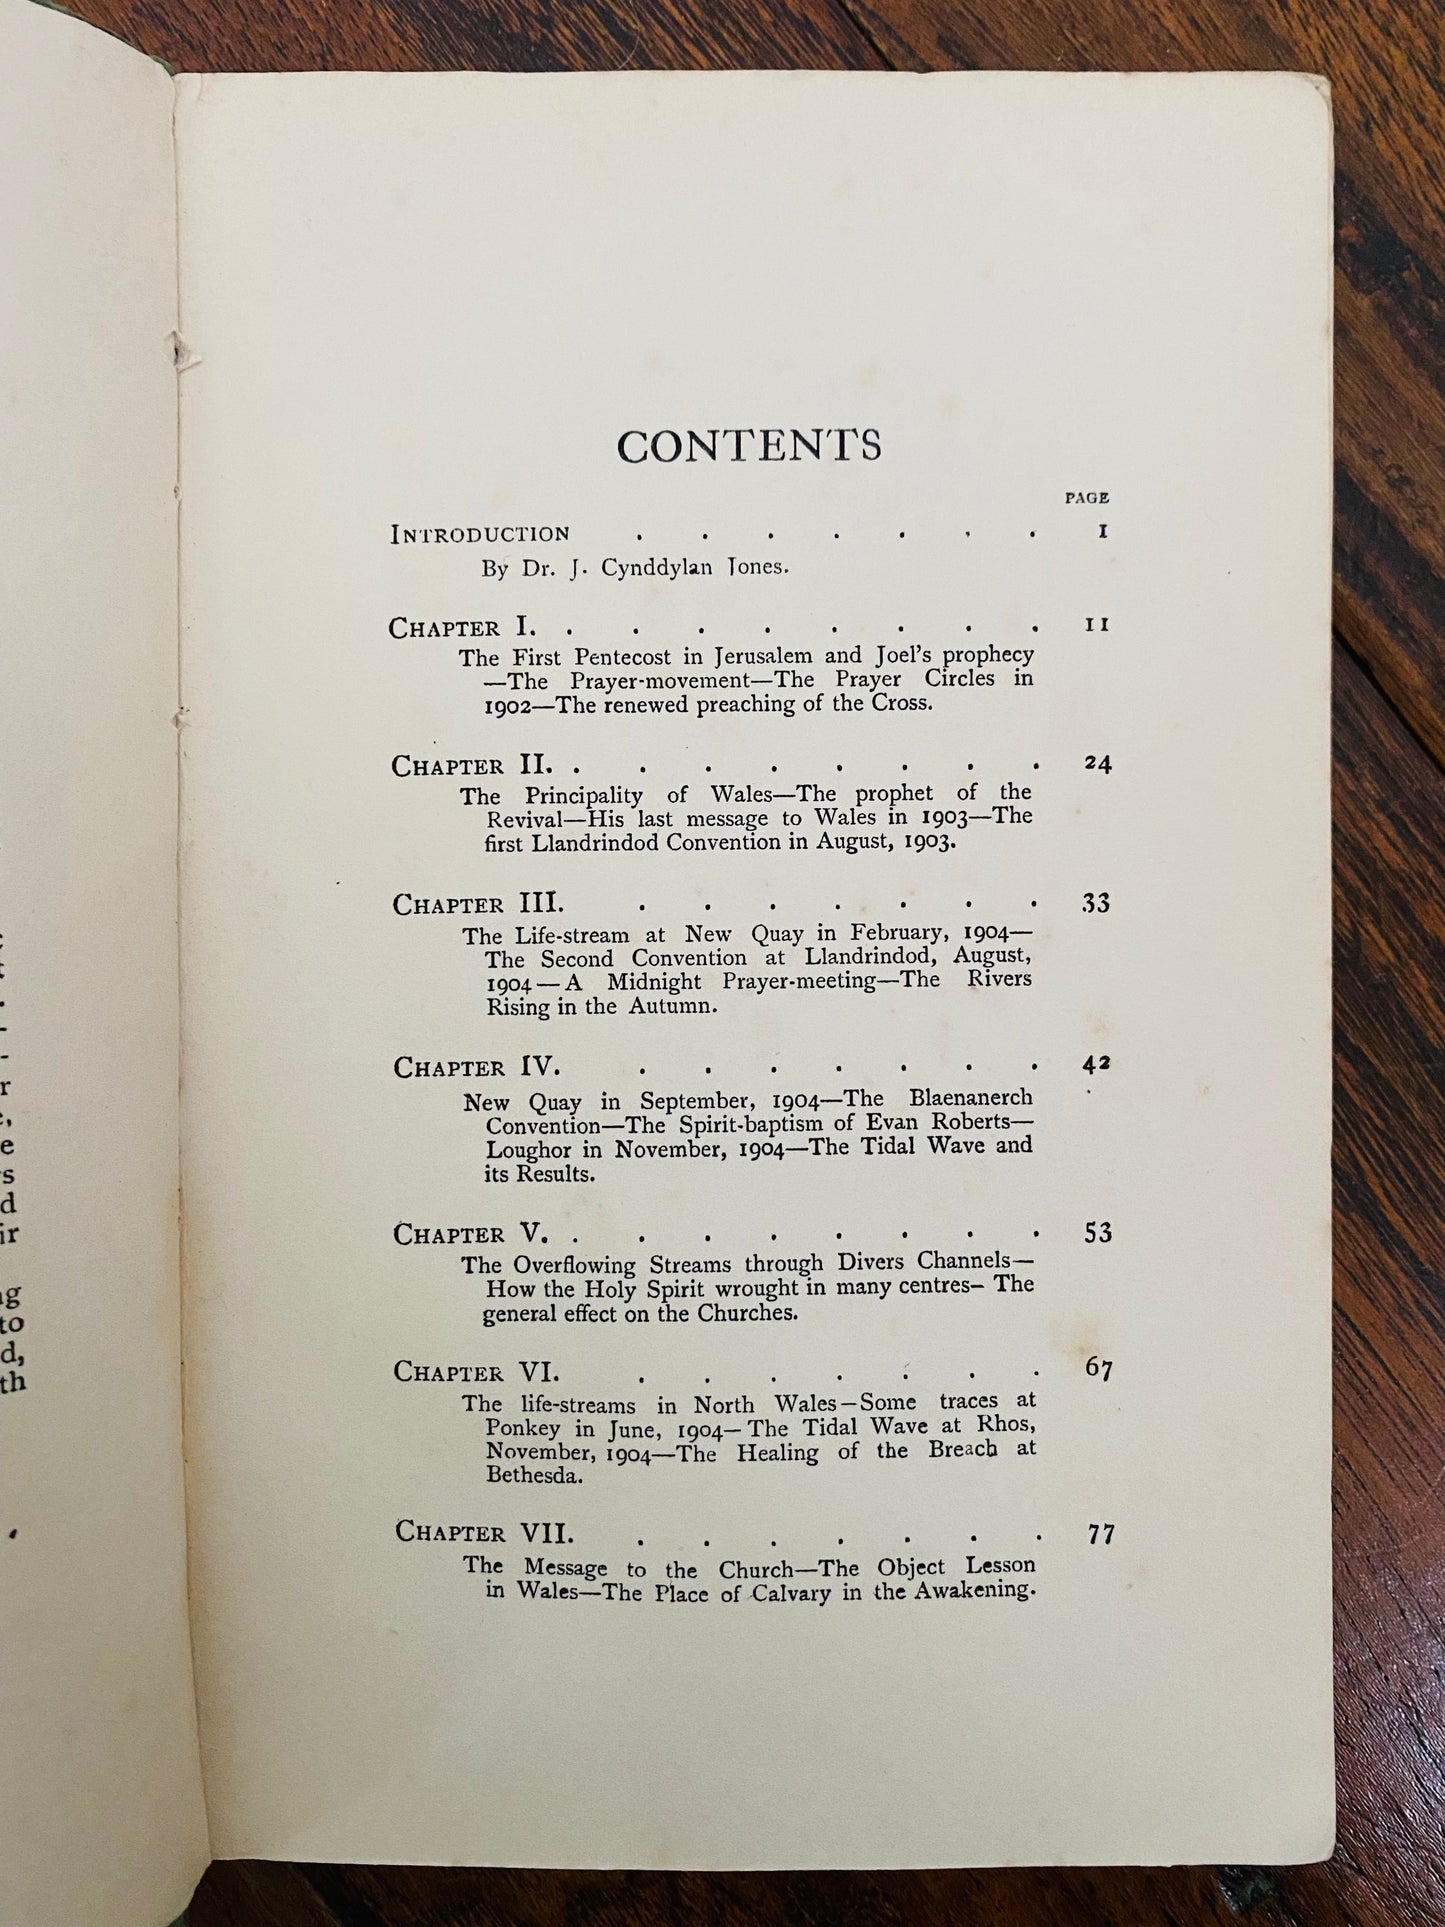 CONTENTS
PAGE
INTRODUCTION . . . . . . . 1
By Dr. J. Cynddylan Jones.
CHAPTER I. . . . . . . . . 11
The First Pentecost in Jerusalem and Joel's prophecy
—The Prayer-movement—The Prayer Circles in
1902—The renewed preaching of the Cross.
CHAPTER II. . . . . . . . . 24
The Principality of Wales—The prophet of the
Revival—His last message to Wales in 1903—The
first Llandrindod Convention in August, 1903.
CHAPTER III. . . . . . . . 33
The Life-stream at New Quay in February, 1904—
The Second Convention at Llandrindod, August,
1904—A Midnight Prayer-meeting—The Rivers
Rising in the Autumn.
CHAPTER IV. . . . . . . . 42
New Quay in September, 1904—The Blaenanerch
Convention—The Spirit-baptism of Evan Roberts—
Loughor in November, 1904—The Tidal Wave and
its Results.
CHAPTER V. . . . . . . . . 53
The Overflowing Streams through Divers Channels—
How the Holy Spirit wrought in many centres—The
general effect on the Churches.
CHAPTER VI. . . . . . . . 67
The life-streams in North Wales—Some traces at
Ponkey in June, 1904—The Tidal Wave at Rhos,
November, 1904—The Healing of the Breach at
Bethesda.
CHAPTER VII. . . . . . . . 77
The Message to the Church—The Object Lesson
in Wales—The Place of Calvary in the Awakening.